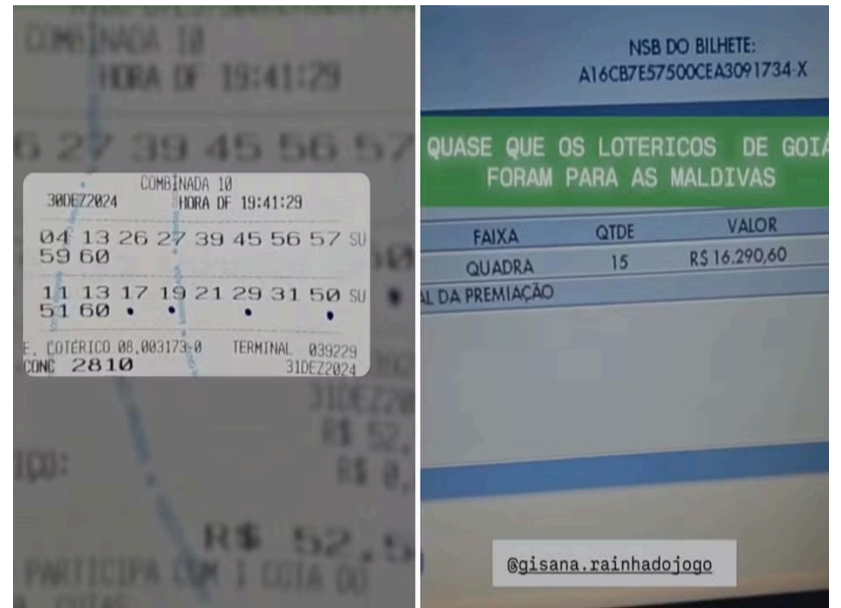 COMBINADA 10
HORA DF 19:41:29
27 39 45 56 57
COMBINADA 10
30DEZ2024 HORA DF 19:41:29
04 13 26 27 39 45 56 57 SU
59 60
11 13 17 19 21 29 31 50 SU
51 60
E. LOTÉRICO 08,003173-0 TERMINAL 039229
CONC 2810 31DEZ2024
31DEZ20
R$ 52,
R$ 0,
R$ 52.5
PARTICIPA COM 1 COTA DO
NSB DO BILHETE:
A16CB7E57500CEA3091734-X
QUASE QUE OS LOTERICOS DE GOIÁ
FORAM PARA AS MALDIVAS
FAIXA QTDE VALOR
QUADRA 15 R$ 16.290,60
AL DA PREMIAÇÃO
@gisana.rainhadojogo